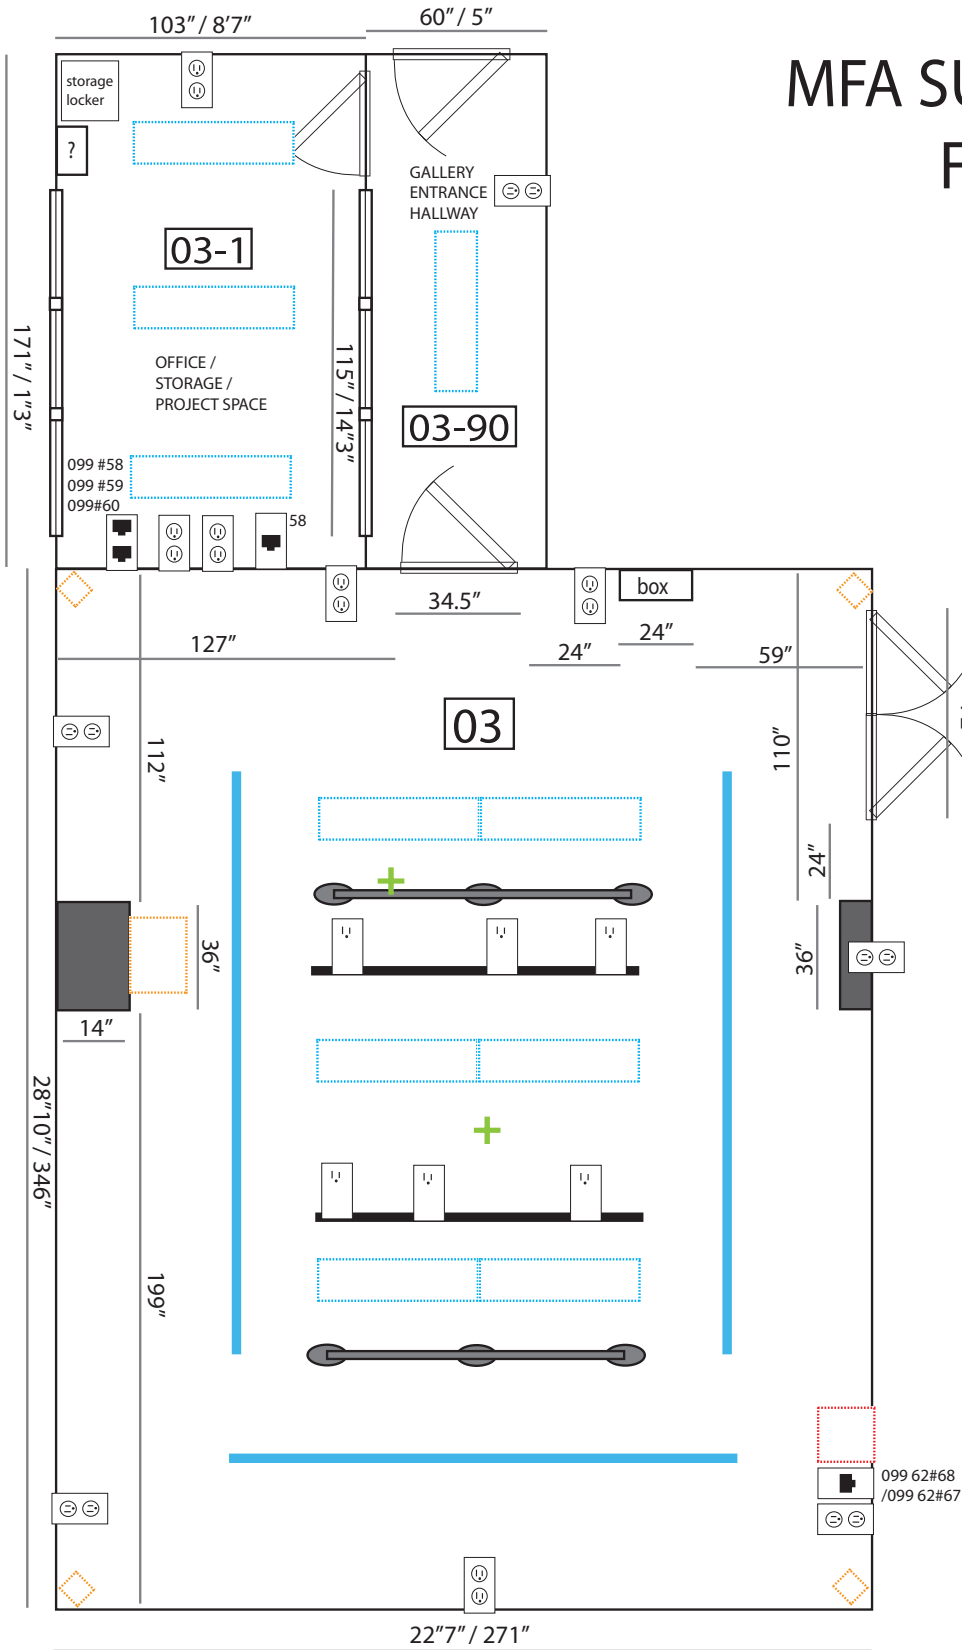 103″ / 8'7″
60″ / 5″
MFA SU
F
storage
locker
?
GALLERY
ENTRANCE
HALLWAY
03-1
171″ / 1″3″
OFFICE /
STORAGE /
PROJECT SPACE
115″ / 14″3″
03-90
099 #58
099 #59
099#60
58
box
34.5″
127″
24″
24″
59″
03
112″
110″
24″
36″
36″
14″
28″10″ / 346″
199″
099 62#68
/099 62#67
22″7″ / 271″